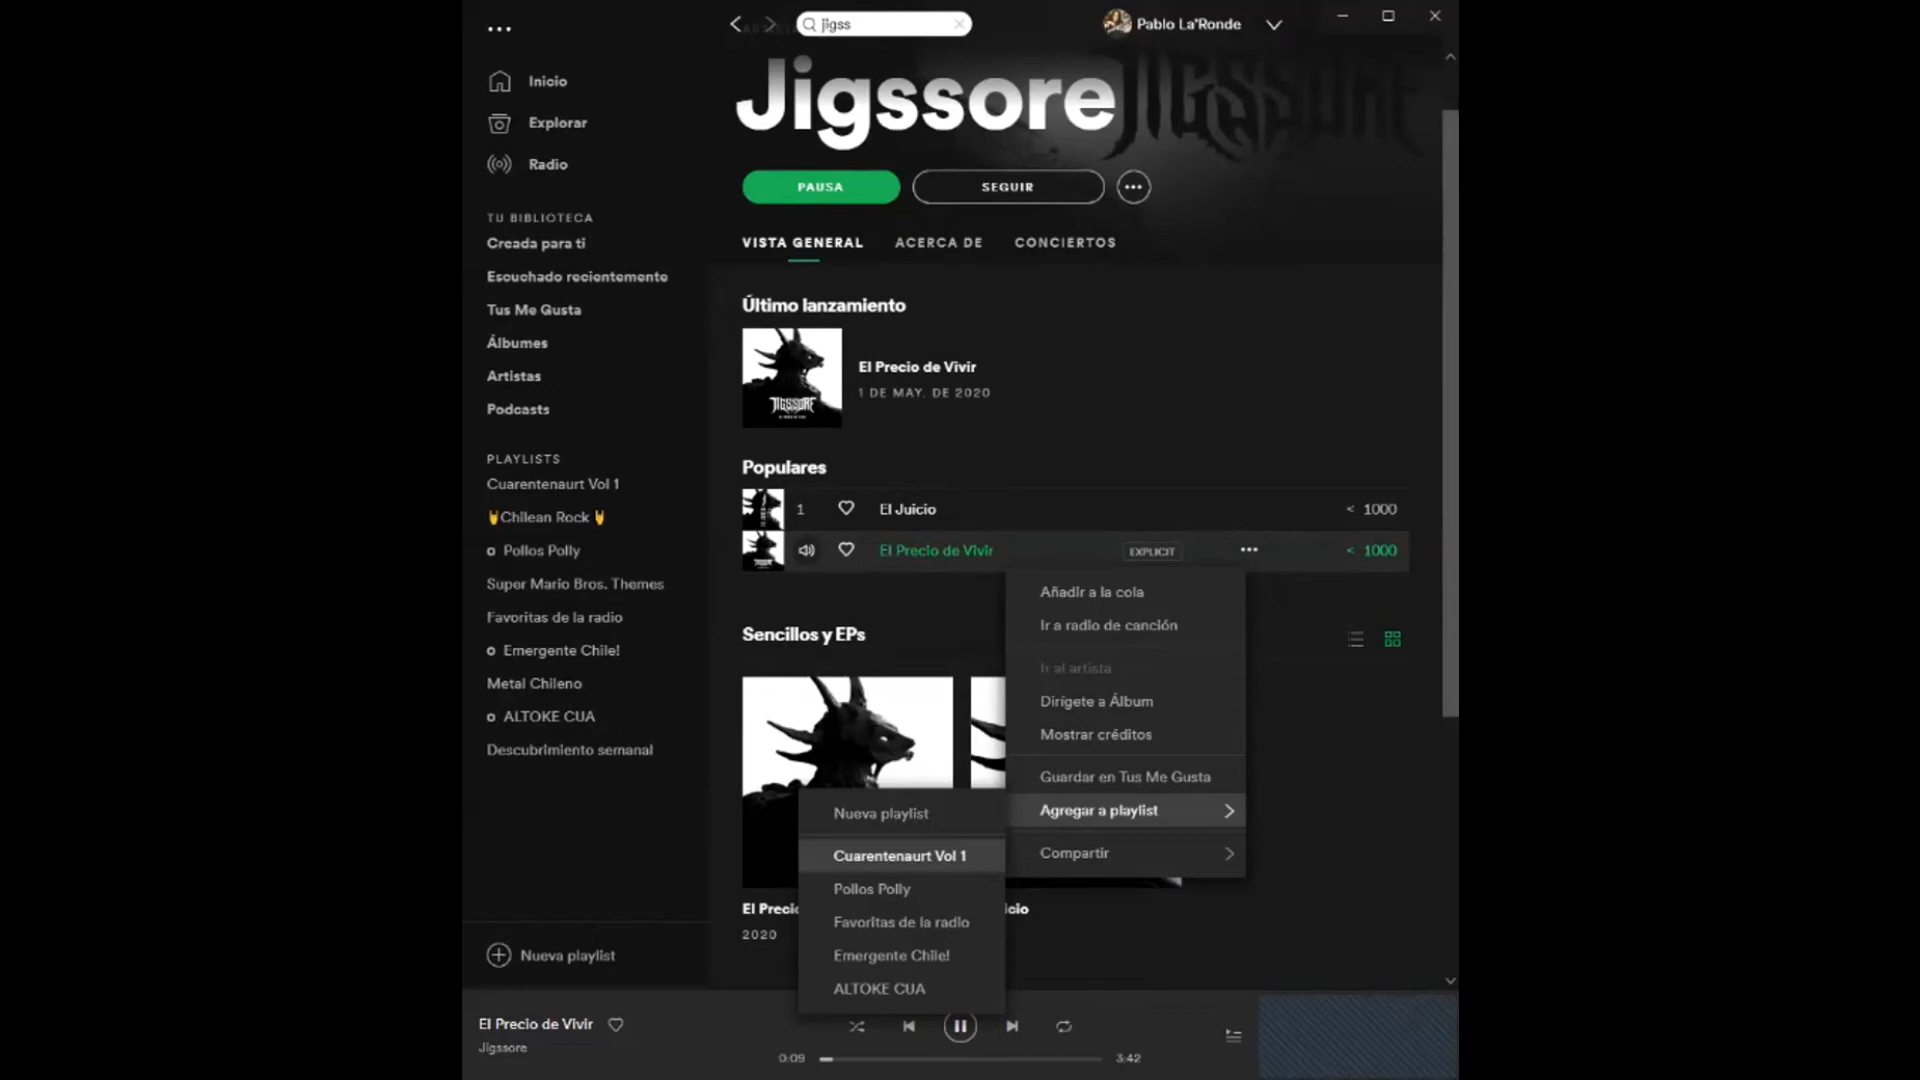 jigss
Pablo La'Ronde
Jigssore
JIGSSORE
Inicio
Explorar
Radio
TU BIBLIOTECA
Creada para ti
Escuchado recientemente
Tus Me Gusta
Álbumes
Artistas
Podcasts
PLAYLISTS
Cuarentenaurt Vol 1
🤘Chilean Rock🤘
Pollos Polly
Super Mario Bros. Themes
Favoritas de la radio
Emergente Chile!
Metal Chileno
ALTOKE CUA
Descubrimiento semanal
Nueva playlist
PAUSA
SEGUIR
VISTA GENERAL
ACERCA DE
CONCIERTOS
Último lanzamiento
JIGSSORE
El Precio de Vivir
1 DE MAY. DE 2020
Populares
1 El Juicio < 1000
El Precio de Vivir EXPLICIT < 1000
Sencillos y EPs
Añadir a la cola
Ir a radio de canción
Ir al artista
Dirígete a Álbum
Mostrar créditos
Guardar en Tus Me Gusta
Agregar a playlist
Compartir
Nueva playlist
Cuarentenaurt Vol 1
Pollos Polly
Favoritas de la radio
Emergente Chile!
ALTOKE CUA
El Preci
icio
2020
El Precio de Vivir
Jigssore
0:09
3:42